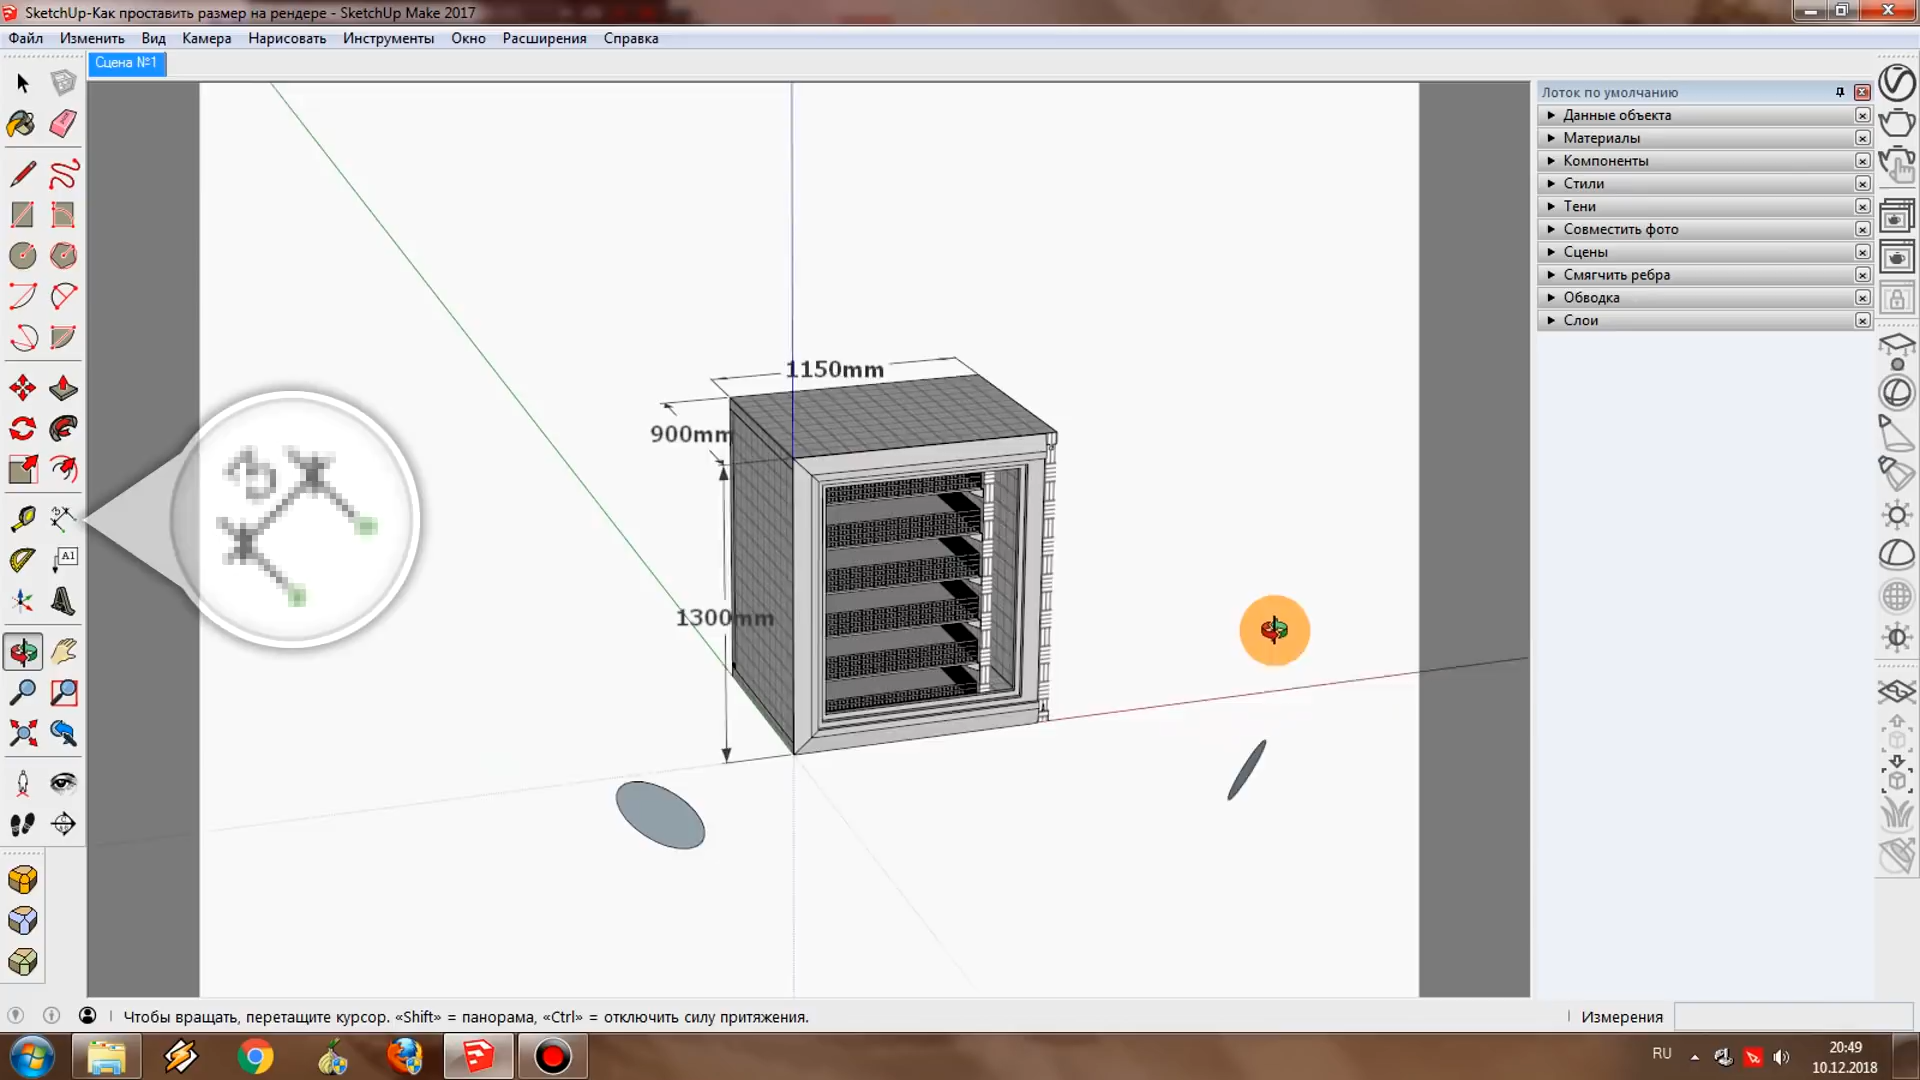 SketchUp-Как проставить размер на рендере - SketchUp Make 2017
Файл Изменить Вид Камера Нарисовать Инструменты Окно Расширения Справка
Сцена №1
Лоток по умолчанию
Данные объекта
Материалы
Компоненты
Стили
Тени
Совместить фото
Сцены
Смягчить ребра
Обводка
Слои
1150mm
900mm
1300mm
A1
Чтобы вращать, перетащите курсор. «Shift» = панорама, «Ctrl» = отключить силу притяжения.
Измерения
RU
20:49
10.12.2018